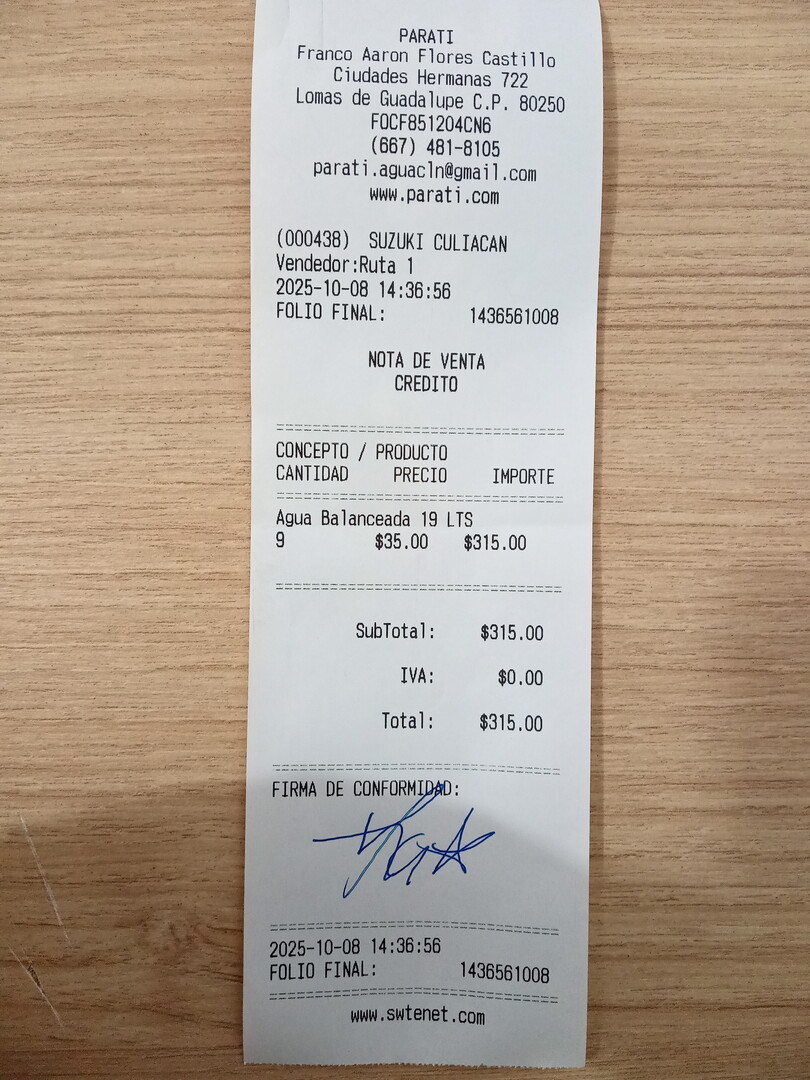 PARATI
Franco Aaron Flores Castillo
Ciudades Hermanas 722
Lomas de Guadalupe C.P. 80250
FOCF851204CN6
(667) 481-8105
parati.aguacln@gmail.com
www.parati.com
(000438) SUZUKI CULIACAN
Vendedor:Ruta 1
2025-10-08 14:36:56
FOLIO FINAL: 1436561008
NOTA DE VENTA
CREDITO
CONCEPTO / PRODUCTO
CANTIDAD PRECIO IMPORTE
Agua Balanceada 19 LTS
9 $35.00 $315.00
SubTotal: $315.00
IVA: $0.00
Total: $315.00
FIRMA DE CONFORMIDAD:
2025-10-08 14:36:56
FOLIO FINAL: 1436561008
www.swtenet.com